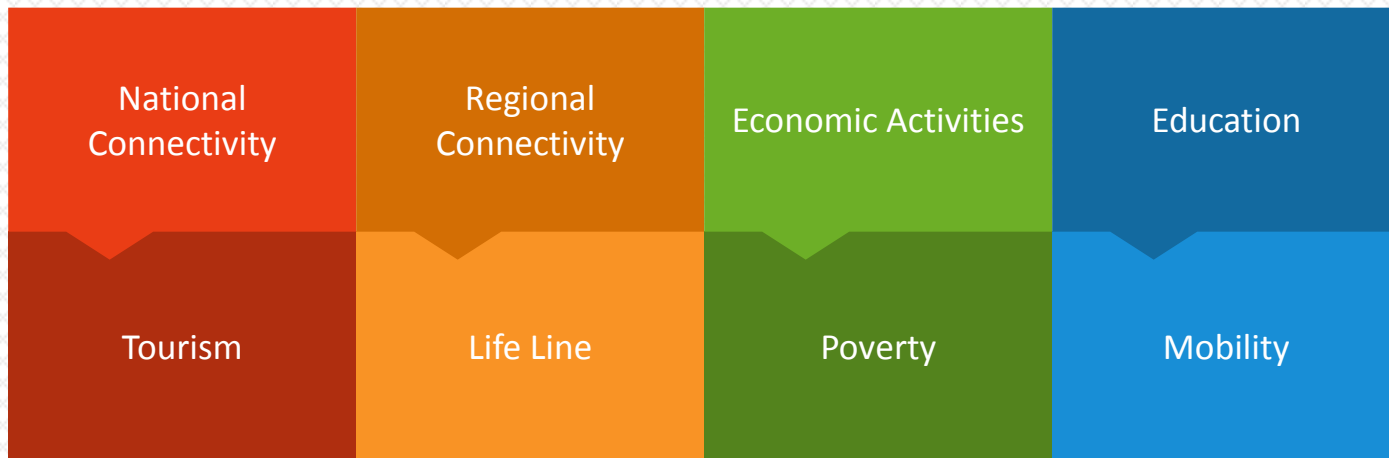 National
Connectivity
Regional
Connectivity
Economic Activities
Education
Tourism
Life Line
Poverty
Mobility